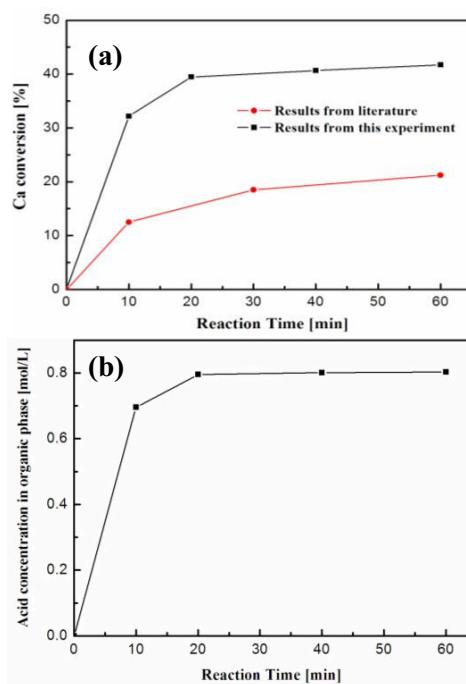 50
(a)
40
Ca conversion [%]
30
Results from literature
Results from this experiment
20
10
0
0 10 20 30 40 50 60
Reaction Time [min]
(b)
0.8
Acid concentration in organic phase [mol/L]
0.6
0.4
0.2
0.0
0 10 20 30 40 50 60
Reaction Time [min]